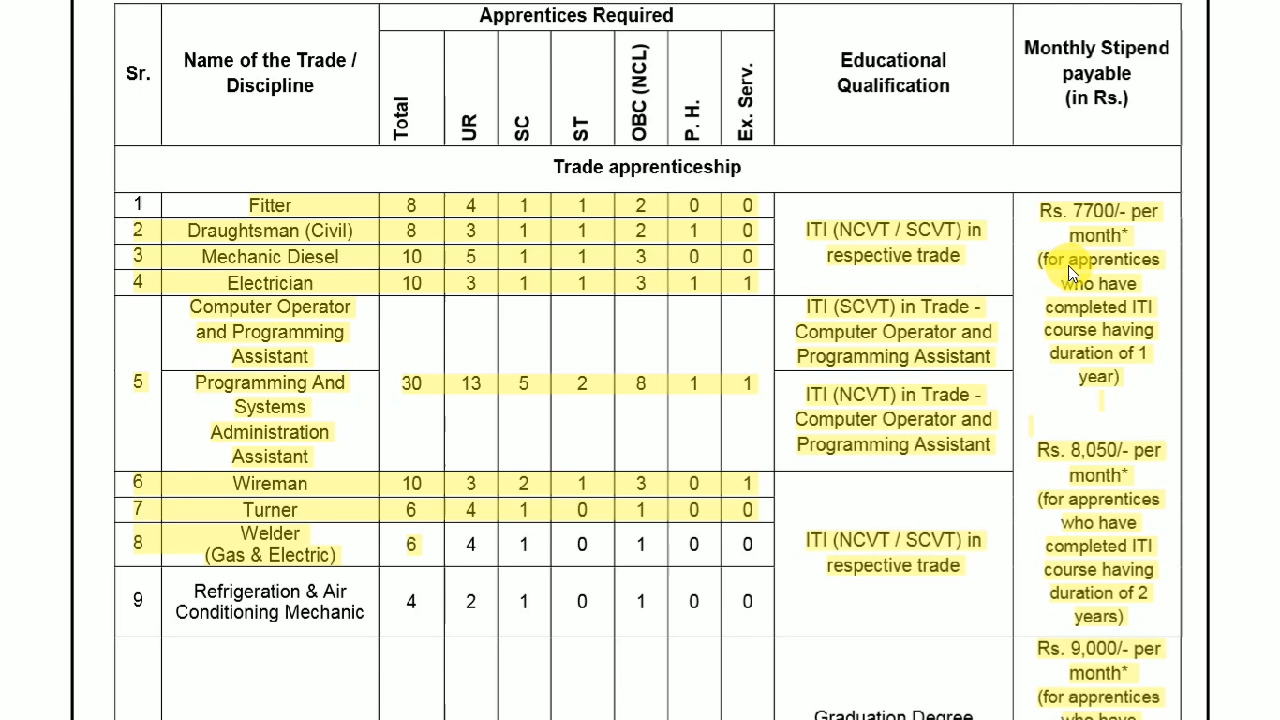 Apprentices Required
Sr.
Name of the Trade /
Discipline
Total
UR
SC
ST
OBC (NCL)
P. H.
Ex. Serv.
Educational
Qualification
Monthly Stipend
payable
(in Rs.)
Trade apprenticeship
1 Fitter 8 4 1 1 2 0 0
2 Draughtsman (Civil) 8 3 1 1 2 1 0
3 Mechanic Diesel 10 5 1 1 3 0 0
4 Electrician 10 3 1 1 3 1 1
ITI (NCVT / SCVT) in
respective trade
Rs. 7700/- per
month*
(for apprentices
who have
completed ITI
course having
duration of 1
year)
5
Computer Operator
and Programming
Assistant
Programming And
Systems
Administration
Assistant
30 13 5 2 8 1 1
ITI (SCVT) in Trade -
Computer Operator and
Programming Assistant
ITI (NCVT) in Trade -
Computer Operator and
Programming Assistant
6 Wireman 10 3 2 1 3 0 1
7 Turner 6 4 1 0 1 0 0
8 Welder
(Gas & Electric)
6 4 1 0 1 0 0
9 Refrigeration & Air
Conditioning Mechanic
4 2 1 0 1 0 0
ITI (NCVT / SCVT) in
respective trade
Rs. 8,050/- per
month*
(for apprentices
who have
completed ITI
course having
duration of 2
years)
Graduation Degree
Rs. 9,000/- per
month*
(for apprentices
who have